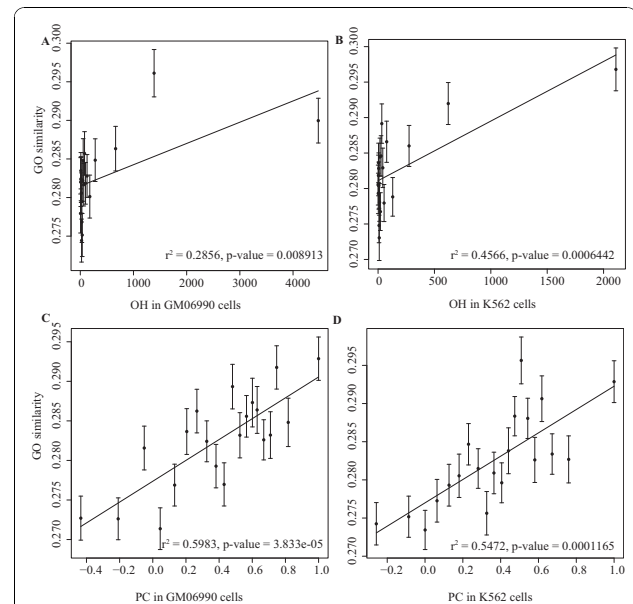 A
B
GO similarity
0.275 0.280 0.285 0.290 0.295 0.300
0.270 0.275 0.280 0.285 0.290 0.295 0.300
r² = 0.2856, p-value = 0.008913
r² = 0.4566, p-value = 0.0006442
0 1000 2000 3000 4000
0 500 1000 1500 2000
OH in GM06990 cells
OH in K562 cells
C
D
GO similarity
0.270 0.275 0.280 0.285 0.290 0.295
0.270 0.275 0.280 0.285 0.290 0.295
r² = 0.5983, p-value = 3.833e-05
r² = 0.5472, p-value = 0.0001165
−0.4 −0.2 0.0 0.2 0.4 0.6 0.8 1.0
−0.2 0.0 0.2 0.4 0.6 0.8 1.0
PC in GM06990 cells
PC in K562 cells